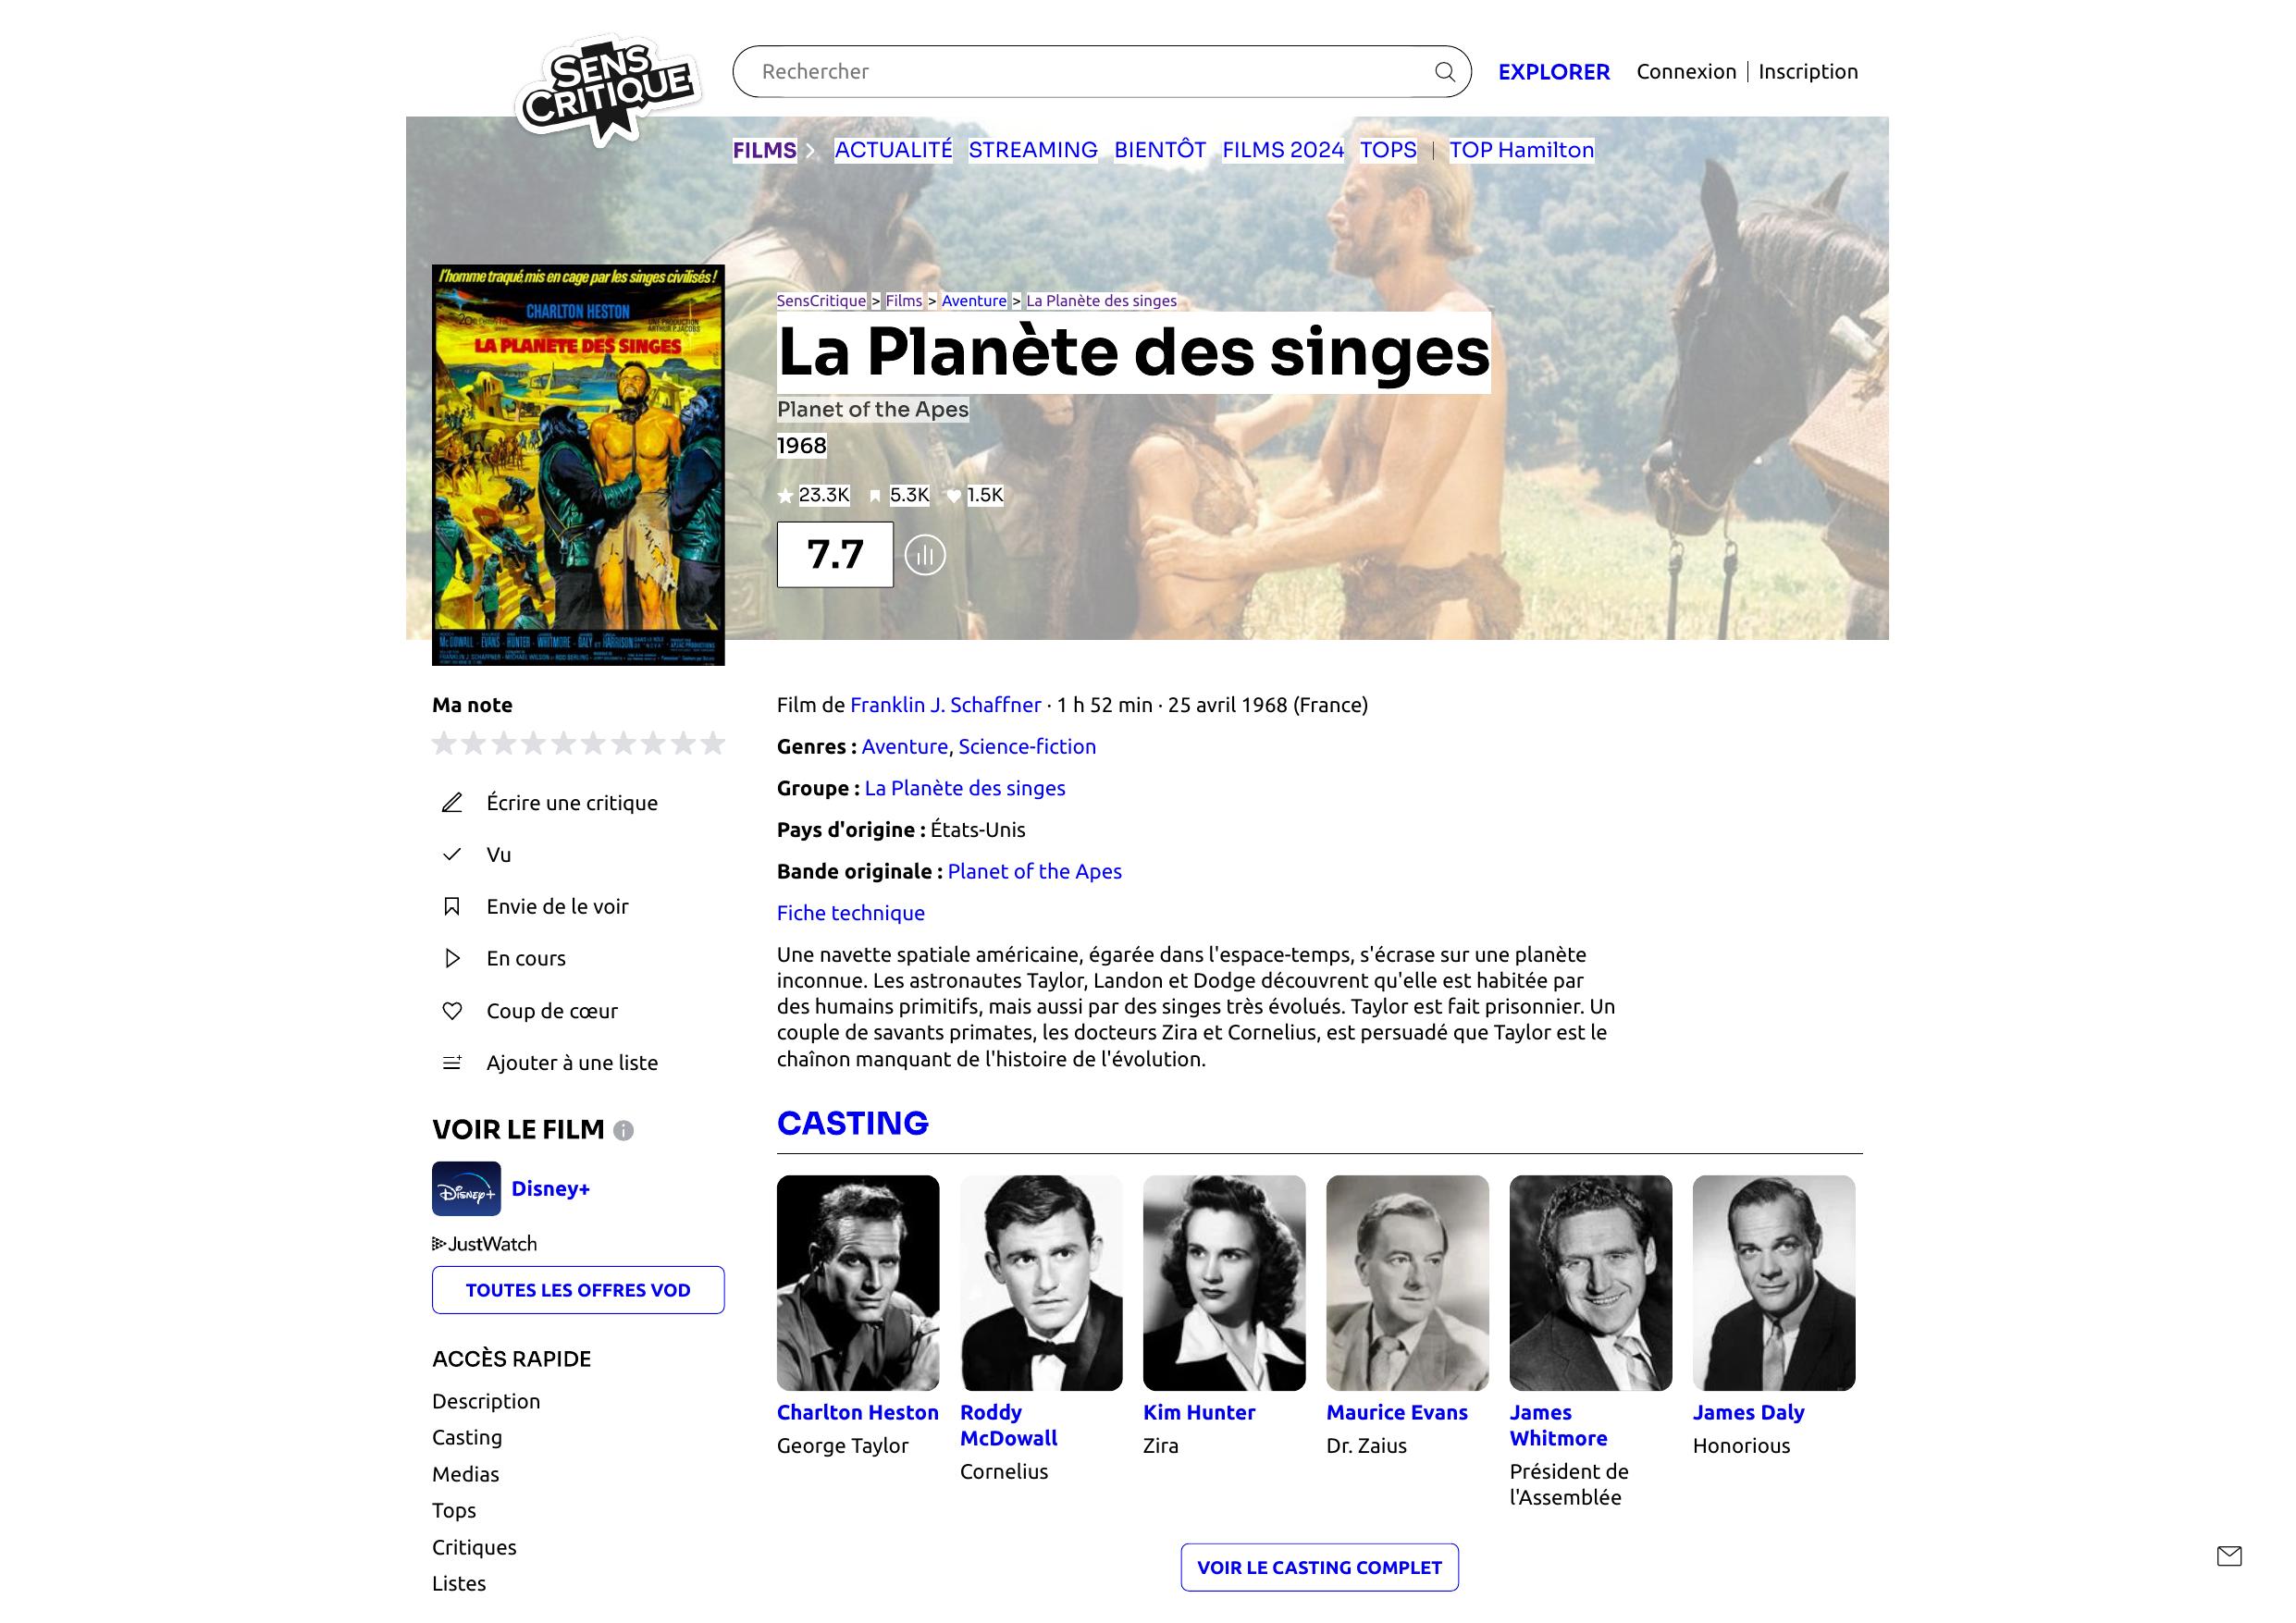 SENS
CRITIQUE
Rechercher
EXPLORER
Connexion | Inscription
FILMS
ACTUALITÉ STREAMING BIENTÔT FILMS 2024 TOPS | TOP Hamilton
l'homme traqué, mis en cage par les singes civilisés !
CHARLTON HESTON
LA PLANETE DES SINGES
SensCritique > Films > Aventure > La Planète des singes
La Planète des singes
Planet of the Apes
1968
23.3K 5.3K 1.5K
7.7
Ma note
Écrire une critique
Vu
Envie de le voir
En cours
Coup de cœur
Ajouter à une liste
VOIR LE FILM
Disney+
Disney+
JustWatch
TOUTES LES OFFRES VOD
ACCÈS RAPIDE
Description
Casting
Medias
Tops
Critiques
Listes
Film de Franklin J. Schaffner · 1 h 52 min · 25 avril 1968 (France)
Genres : Aventure, Science-fiction
Groupe : La Planète des singes
Pays d'origine : États-Unis
Bande originale : Planet of the Apes
Fiche technique
Une navette spatiale américaine, égarée dans l'espace-temps, s'écrase sur une planète
inconnue. Les astronautes Taylor, Landon et Dodge découvrent qu'elle est habitée par
des humains primitifs, mais aussi par des singes très évolués. Taylor est fait prisonnier. Un
couple de savants primates, les docteurs Zira et Cornelius, est persuadé que Taylor est le
chaînon manquant de l'histoire de l'évolution.
CASTING
Charlton Heston
George Taylor
Roddy
McDowall
Cornelius
Kim Hunter
Zira
Maurice Evans
Dr. Zaius
James
Whitmore
Président de
l'Assemblée
James Daly
Honorious
VOIR LE CASTING COMPLET